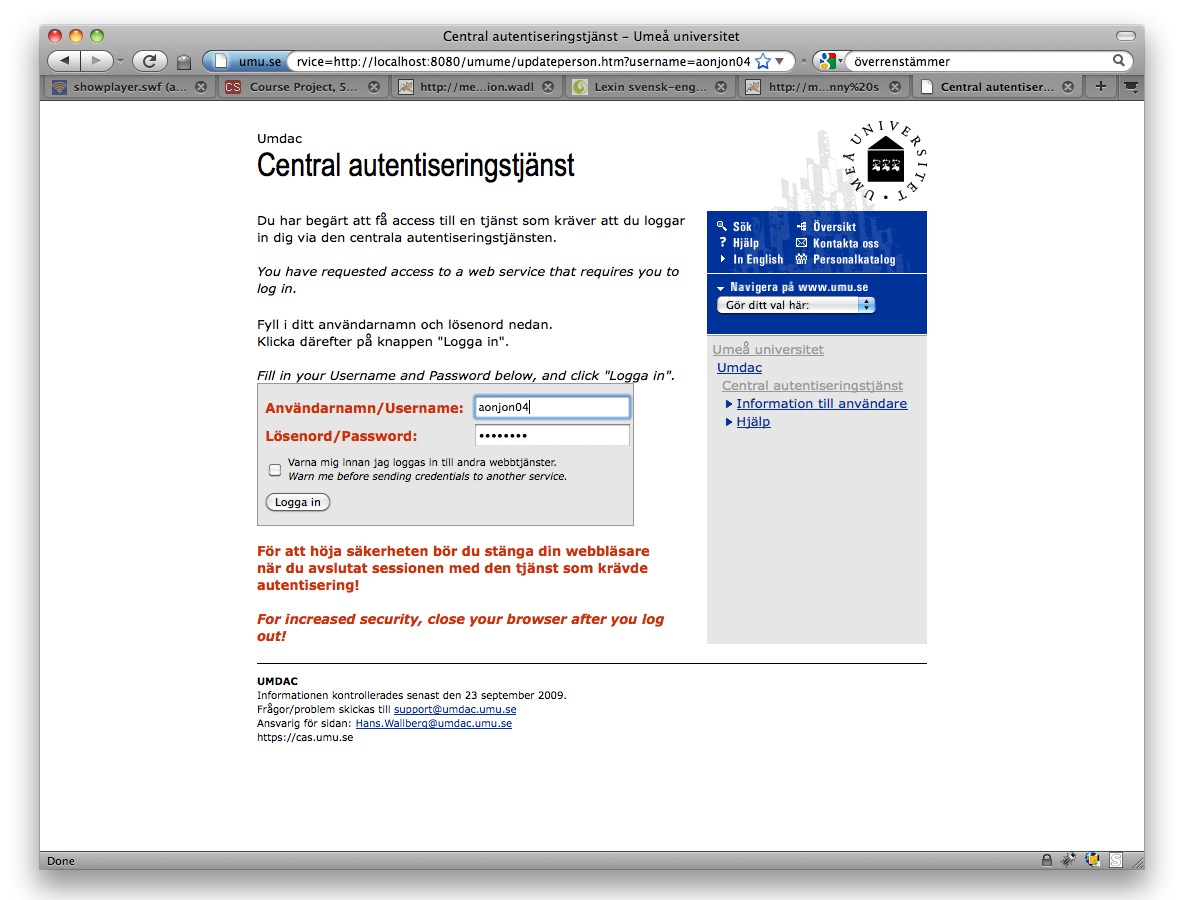 Central autentiseringstjänst – Umeå universitet
umu.se rvice=http://localhost:8080/umume/updateperson.htm?username=aonjon04
överrenstämmer
showplayer.swf (a...
Course Project, 5...
http://me...ion.wadl
Lexin svensk-eng...
http://m...nny%20s
Central autentiser...
Umdac
Central autentiseringstjänst
UMEÅ UNIVERSITET
Du har begärt att få access till en tjänst som kräver att du loggar
in dig via den centrala autentiseringstjänsten.
You have requested access to a web service that requires you to
log in.
Fyll i ditt användarnamn och lösenord nedan.
Klicka därefter på knappen "Logga in".
Fill in your Username and Password below, and click "Logga in".
Användarnamn/Username: aonjon04
Lösenord/Password: ••••••••
Varna mig innan jag loggas in till andra webbtjänster.
Warn me before sending credentials to another service.
Logga in
För att höja säkerheten bör du stänga din webbläsare
när du avslutat sessionen med den tjänst som krävde
autentisering!
For increased security, close your browser after you log
out!
Sök Översikt
? Hjälp Kontakta oss
In English Personalkatalog
Navigera på www.umu.se
Gör ditt val här:
Umeå universitet
Umdac
Central autentiseringstjänst
Information till användare
Hjälp
UMDAC
Informationen kontrollerades senast den 23 september 2009.
Frågor/problem skickas till support@umdac.umu.se
Ansvarig för sidan: Hans.Wallberg@umdac.umu.se
https://cas.umu.se
Done